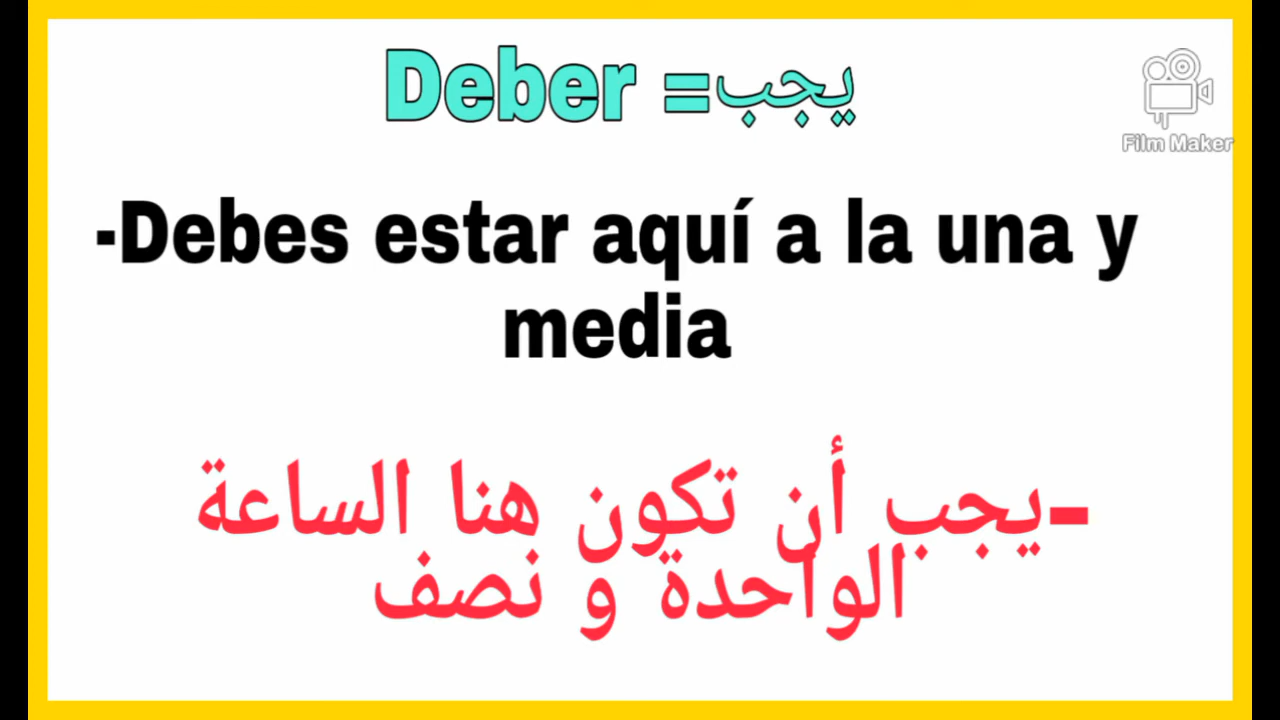 Deber =يجب
Film Maker
-Debes estar aquí a la una y
media
-يجب أن تكون هنا الساعة
الواحدة و نصف